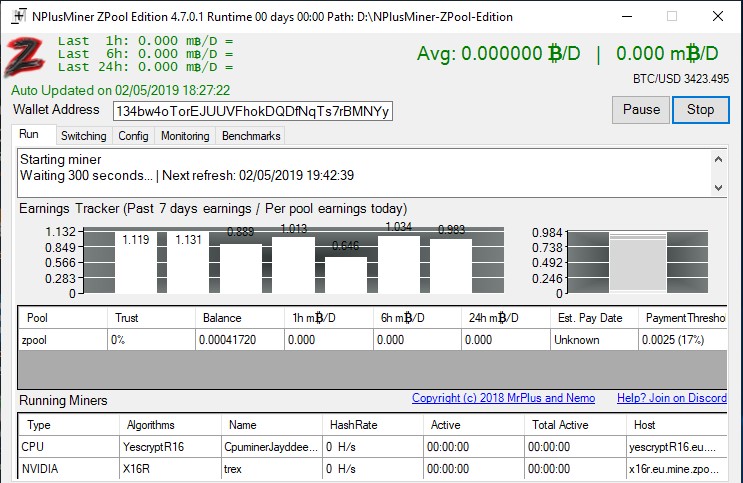 NPlusMiner ZPool Edition 4.7.0.1 Runtime 00 days 00:00 Path: D:\NPlusMiner-ZPool-Edition
Last 1h: 0.000 m₿/D =
Last 6h: 0.000 m₿/D =
Last 24h: 0.000 m₿/D =
Avg: 0.000000 ₿/D | 0.000 m₿/D
BTC/USD 3423.495
Auto Updated on 02/05/2019 18:27:22
Wallet Address 134bw4oTorEJUUVFhokDQDfNqTs7rBMNYy Pause Stop
Run Switching Config Monitoring Benchmarks
Starting miner
Waiting 300 seconds... | Next refresh: 02/05/2019 19:42:39
Earnings Tracker (Past 7 days earnings / Per pool earnings today)
1.132
0.849
0.566
0.283
0
1.119 1.131 0.889 1.013 0.646 1.034 0.983
0.984
0.738
0.492
0.246
0
Pool Trust Balance 1h m₿/D 6h m₿/D 24h m₿/D Est. Pay Date PaymentThresho
zpool 0% 0.00041720 0.000 0.000 0.000 Unknown 0.0025 (17%)
Running Miners Copyright (c) 2018 MrPlus and Nemo Help? Join on Discord
Type Algorithms Name HashRate Active Total Active Host
CPU YescryptR16 CpuminerJayddee... 0 H/s 00:00:00 00:00:00 yescryptR16.eu....
NVIDIA X16R trex 0 H/s 00:00:00 00:00:00 x16r.eu.mine.zpo...